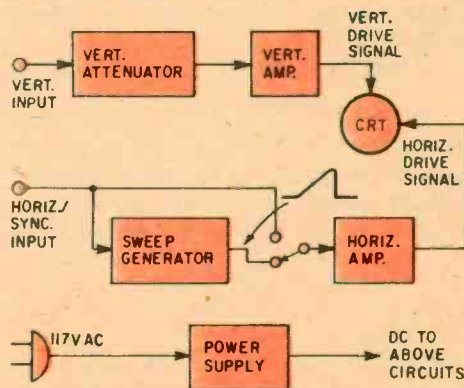 VERT.
INPUT
VERT.
ATTENUATOR
VERT.
AMP.
VERT.
DRIVE
SIGNAL
CRT
HORIZ.
DRIVE
SIGNAL
HORIZ./
SYNC.
INPUT
SWEEP
GENERATOR
HORIZ.
AMP.
117VAC
POWER
SUPPLY
DC TO
ABOVE
CIRCUITS